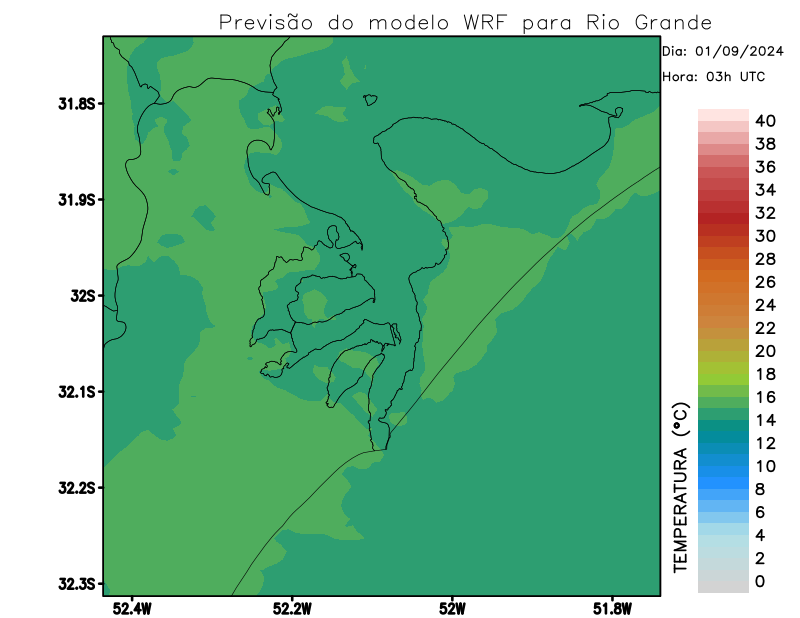 Previsão do modelo WRF para Rio Grande
Dia: 01/09/2024
Hora: 03h UTC
31.8S
31.9S
32S
32.1S
32.2S
32.3S
52.4W
52.2W
52W
51.8W
TEMPERATURA (°C)
40
38
36
34
32
30
28
26
24
22
20
18
16
14
12
10
8
6
4
2
0